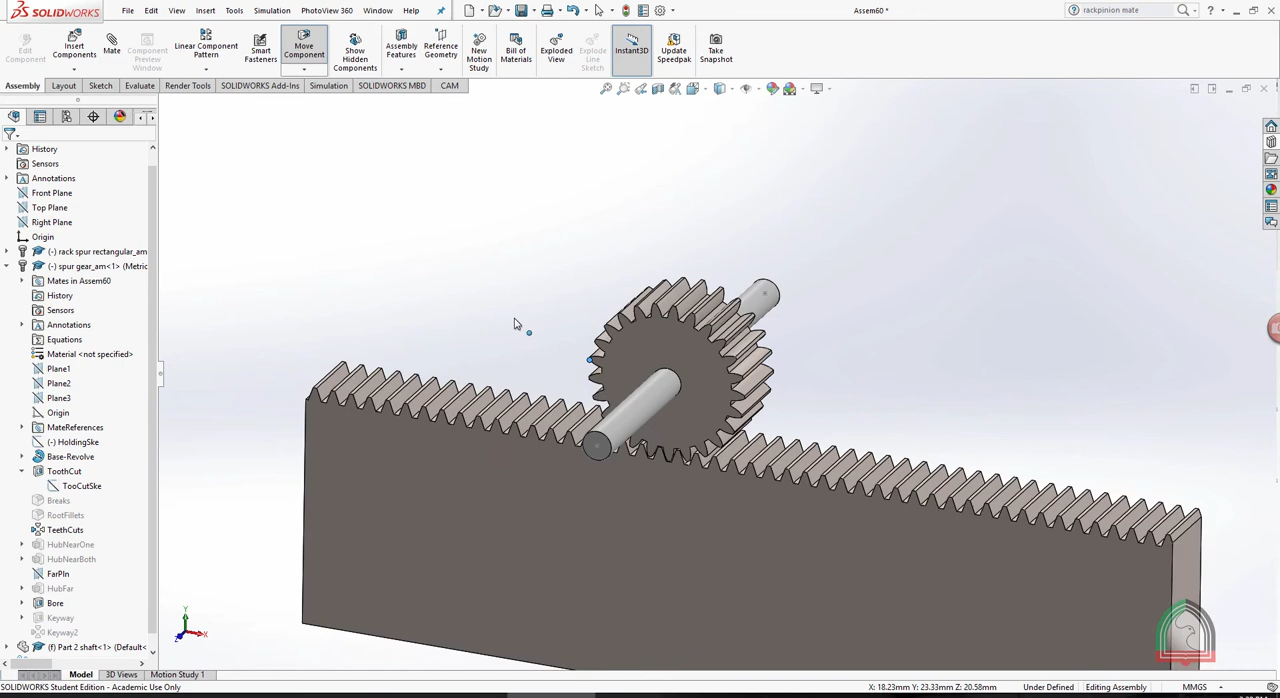 SOLIDWORKS
File Edit View Insert Tools Simulation PhotoView 360 Window Help
Assem60 *
rackpinion mate
Edit Component
Insert Components
Mate
Component Preview Window
Linear Component Pattern
Smart Fasteners
Move Component
Show Hidden Components
Assembly Features
Reference Geometry
New Motion Study
Bill of Materials
Exploded View
Explode Line Sketch
Instant3D
Update Speedpak
Take Snapshot
Assembly Layout Sketch Evaluate Render Tools SOLIDWORKS Add-Ins Simulation SOLIDWORKS MBD CAM
History
Sensors
Annotations
Front Plane
Top Plane
Right Plane
Origin
(-) rack spur rectangular_am
(-) spur gear_am<1> (Metric
Mates in Assem60
History
Sensors
Annotations
Equations
Material <not specified>
Plane1
Plane2
Plane3
Origin
MateReferences
(-) HoldingSke
Base-Revolve
ToothCut
TooCutSke
Breaks
RootFillets
TeethCuts
HubNearOne
HubNearBoth
FarPln
HubFar
Bore
Keyway
Keyway2
(f) Part 2 shaft<1> (Default<
Y
X
Z
Model 3D Views Motion Study 1
SOLIDWORKS Student Edition - Academic Use Only
X: 18.23mm Y: 23.33mm Z: 20.58mm Under Defined Editing Assembly MMGS